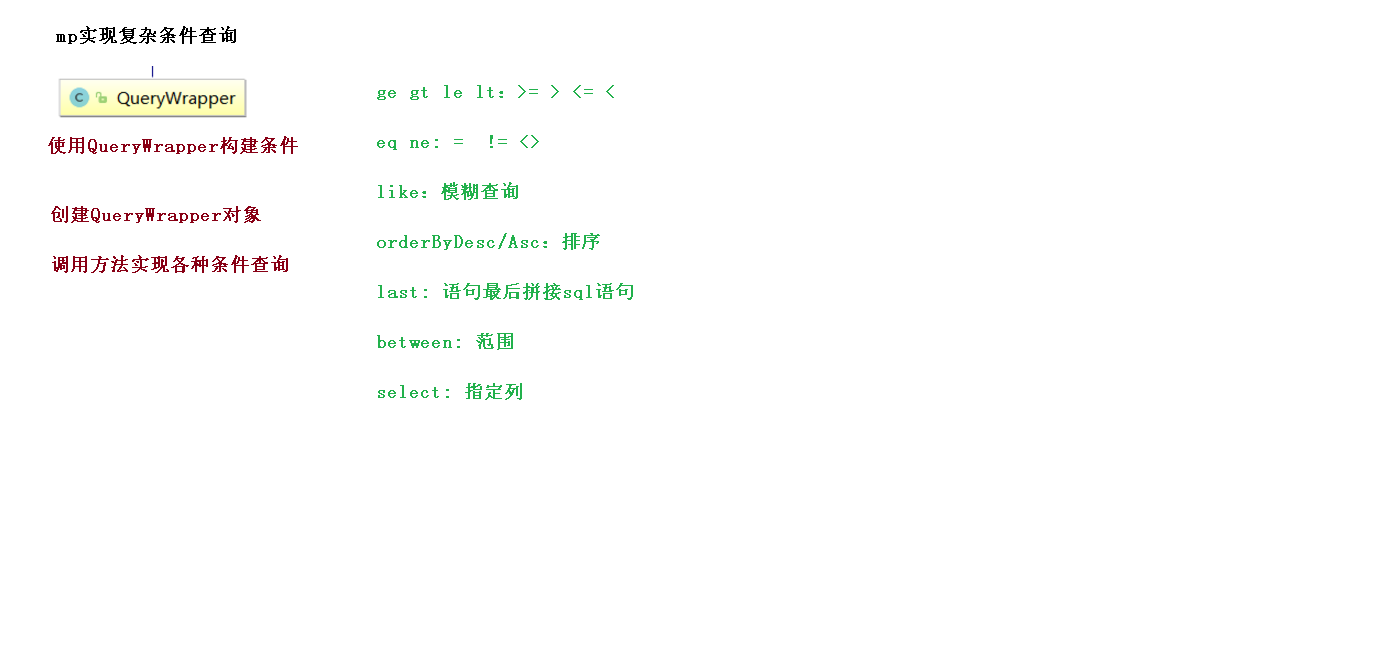 mp实现复杂条件查询
C QueryWrapper
使用QueryWrapper构建条件
创建QueryWrapper对象
调用方法实现各种条件查询
ge gt le lt：>= > <= <
eq ne: =  != <>
like：模糊查询
orderByDesc/Asc：排序
last: 语句最后拼接sql语句
between: 范围
select: 指定列